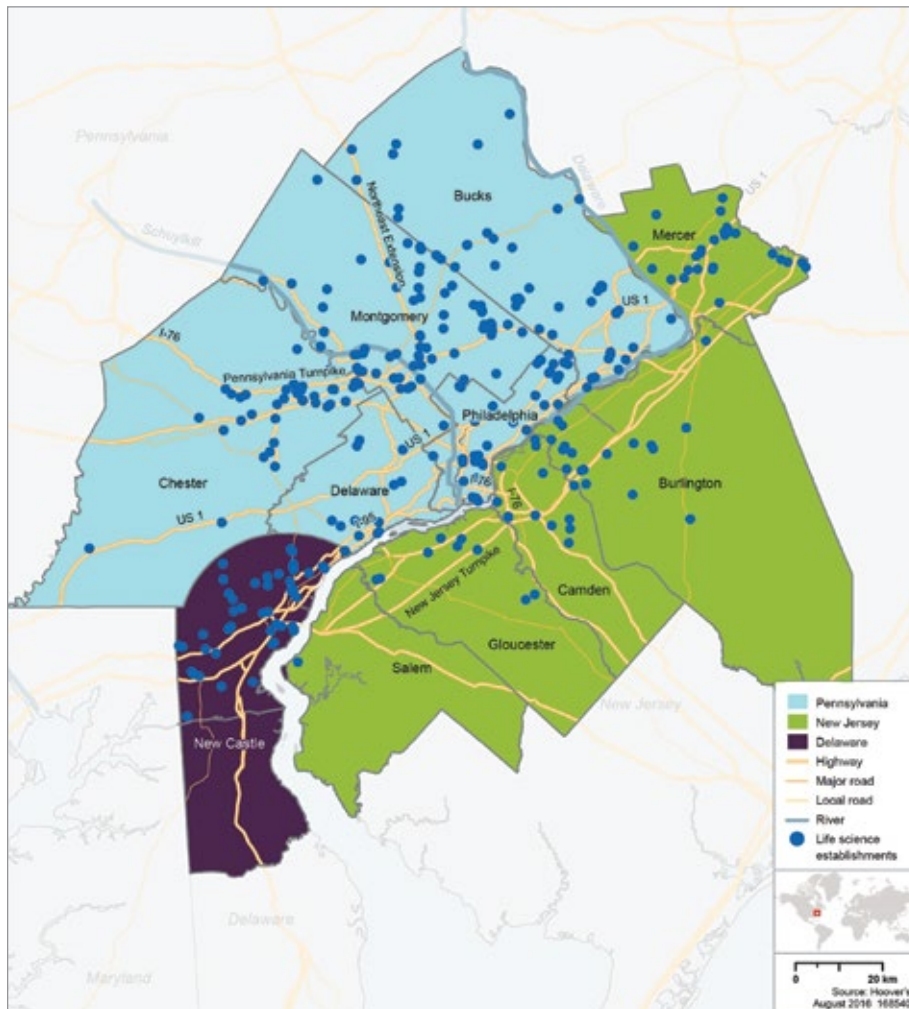 Pennsylvania
Delaware
US 1
Bucks
Northeast Extension
Mercer
Schuylkill
I-76
Montgomery
US 1
Pennsylvania Turnpike
Philadelphia
US 1
Chester
Delaware
I-76
I-76
Burlington
US 1
I-95
New Jersey Turnpike
Camden
Gloucester
Salem
New Jersey
New Castle
Delaware
Maryland
Pennsylvania
New Jersey
Delaware
Highway
Major road
Local road
River
Life science
establishments
0 20 km
Source: Hoover's
August 2016 168540